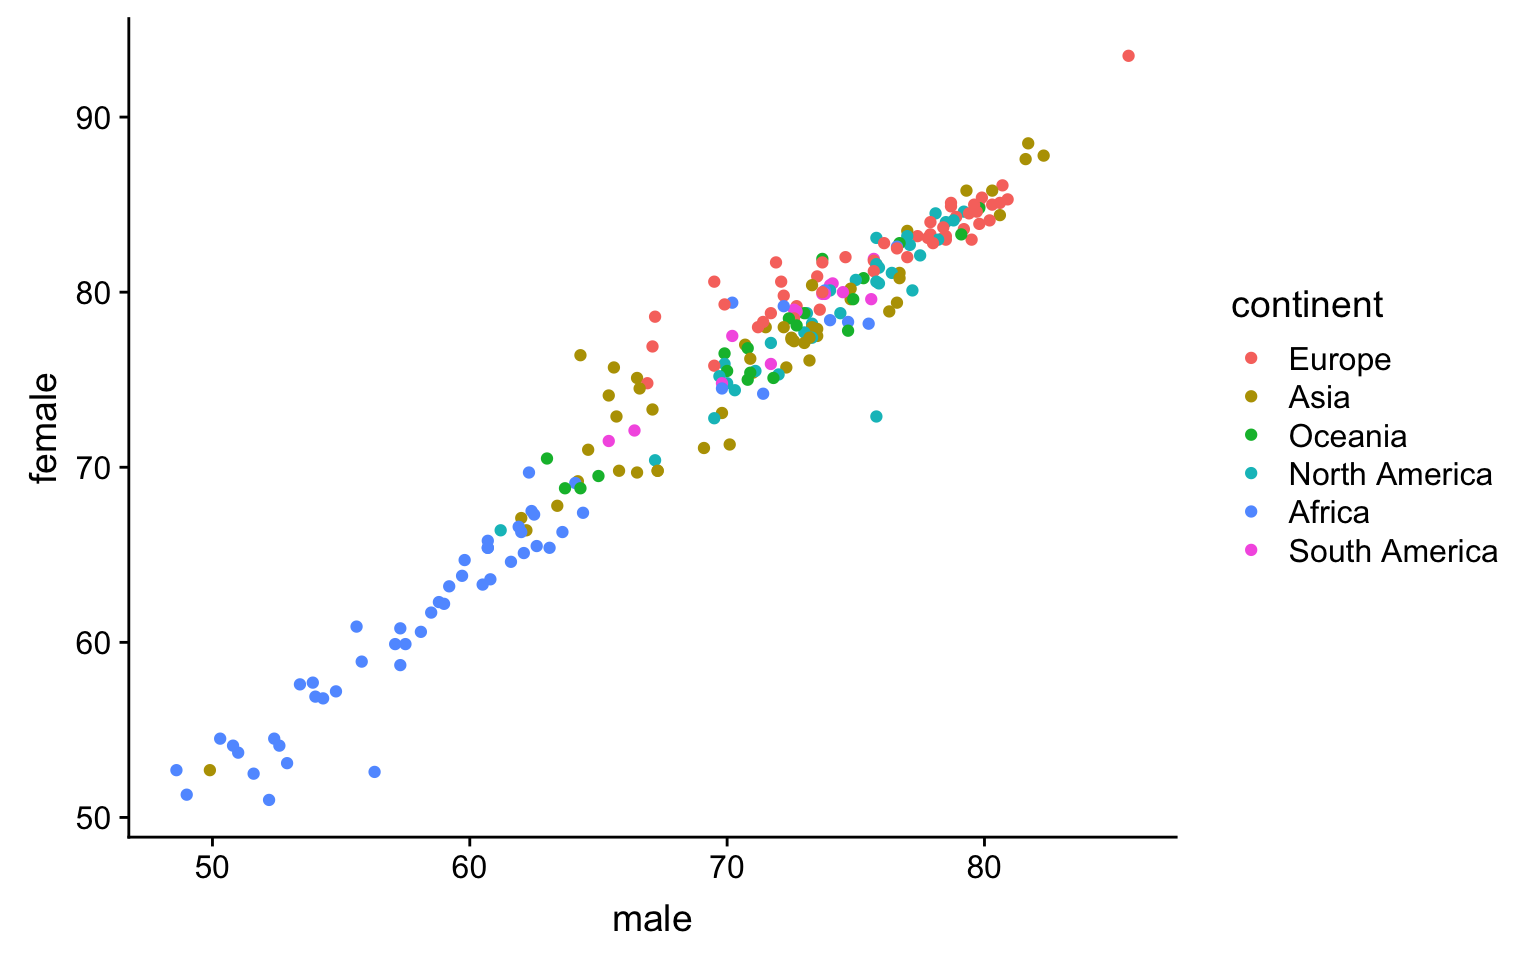 90
80
70
60
50
female
50 60 70 80
male
continent
Europe
Asia
Oceania
North America
Africa
South America